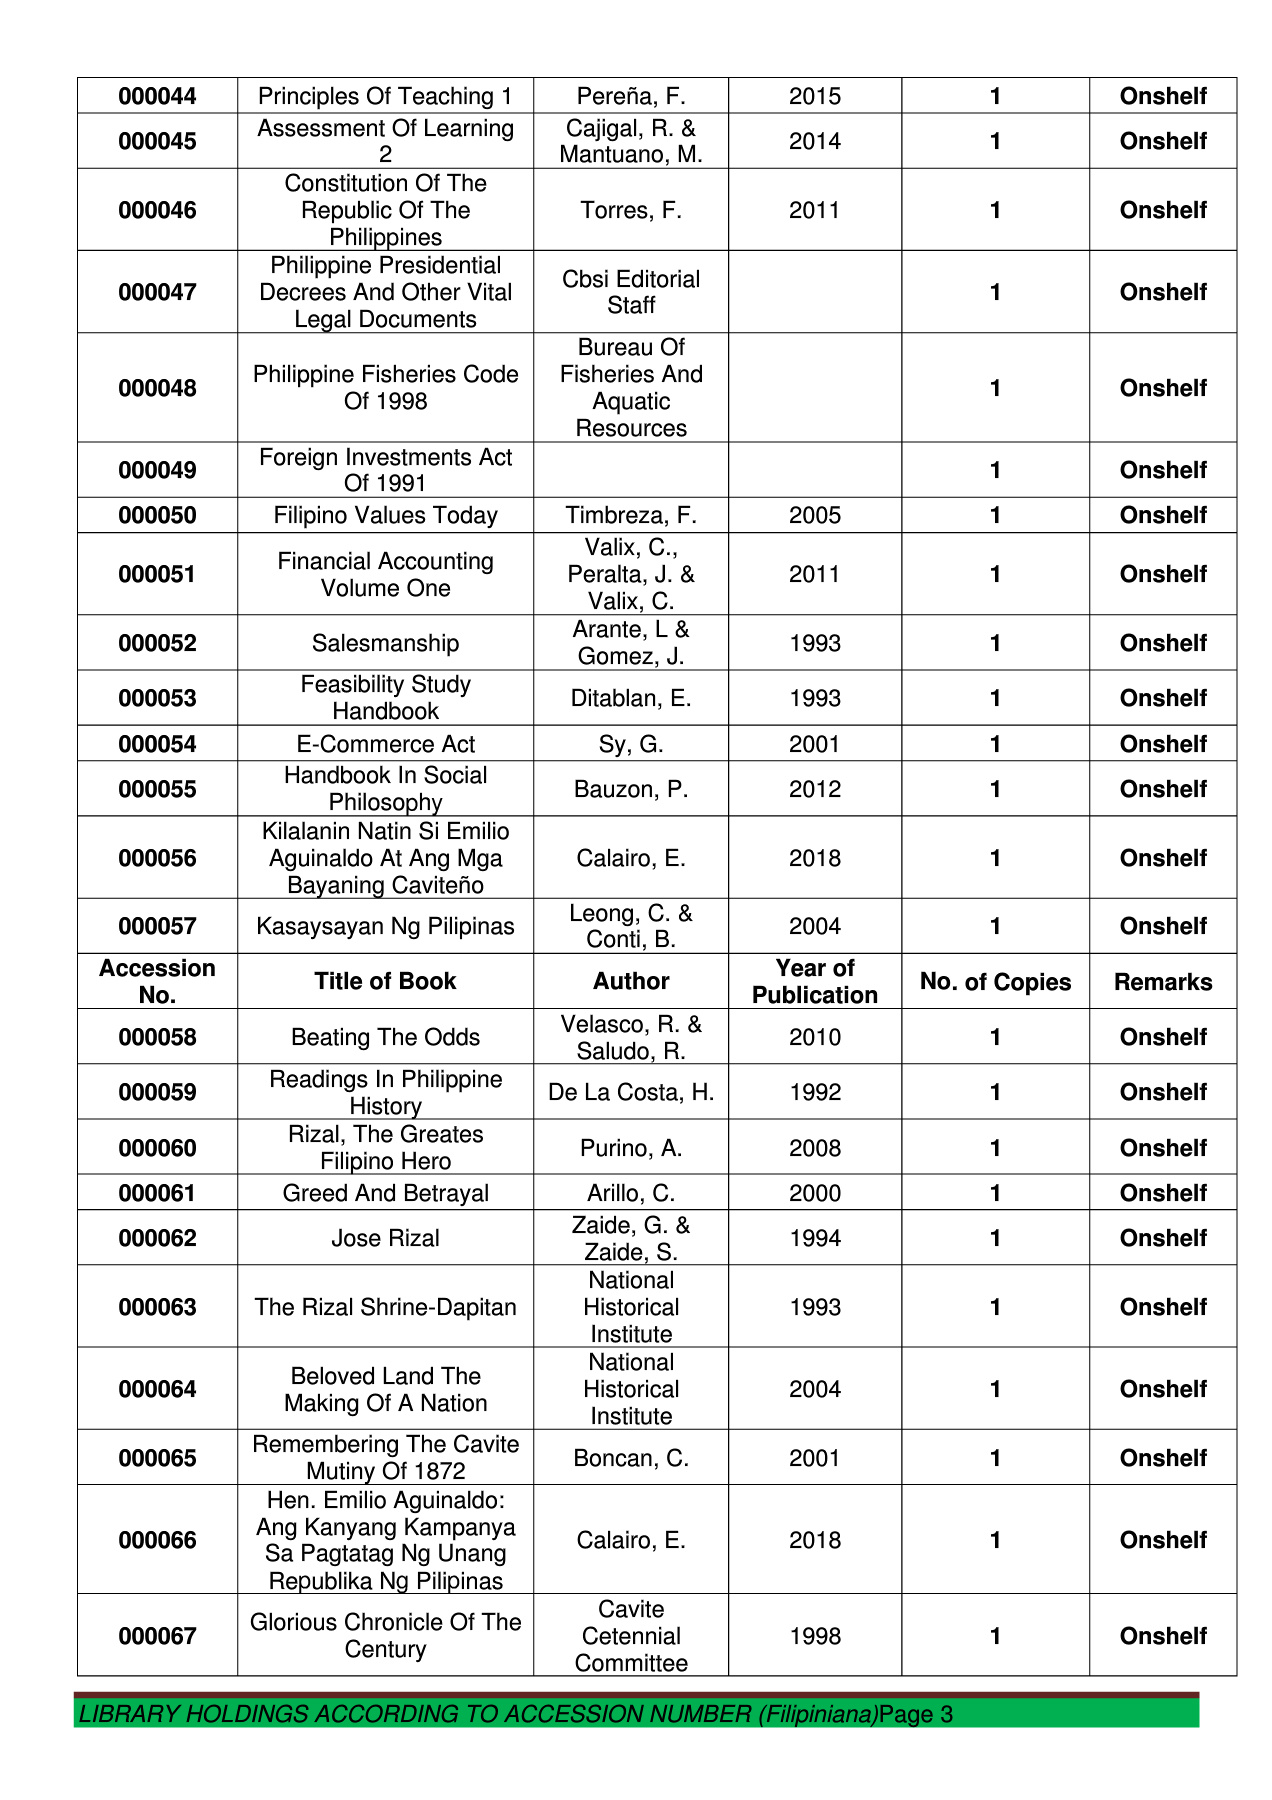 000044 Principles Of Teaching 1 Pereña, F. 2015 1 Onshelf
000045 Assessment Of Learning 2 Cajigal, R. & Mantuano, M. 2014 1 Onshelf
000046 Constitution Of The Republic Of The Philippines Torres, F. 2011 1 Onshelf
000047 Philippine Presidential Decrees And Other Vital Legal Documents Cbsi Editorial Staff 1 Onshelf
000048 Philippine Fisheries Code Of 1998 Bureau Of Fisheries And Aquatic Resources 1 Onshelf
000049 Foreign Investments Act Of 1991 1 Onshelf
000050 Filipino Values Today Timbreza, F. 2005 1 Onshelf
000051 Financial Accounting Volume One Valix, C., Peralta, J. & Valix, C. 2011 1 Onshelf
000052 Salesmanship Arante, L & Gomez, J. 1993 1 Onshelf
000053 Feasibility Study Handbook Ditablan, E. 1993 1 Onshelf
000054 E-Commerce Act Sy, G. 2001 1 Onshelf
000055 Handbook In Social Philosophy Bauzon, P. 2012 1 Onshelf
000056 Kilalanin Natin Si Emilio Aguinaldo At Ang Mga Bayaning Caviteño Calairo, E. 2018 1 Onshelf
000057 Kasaysayan Ng Pilipinas Leong, C. & Conti, B. 2004 1 Onshelf
Accession No. Title of Book Author Year of Publication No. of Copies Remarks
000058 Beating The Odds Velasco, R. & Saludo, R. 2010 1 Onshelf
000059 Readings In Philippine History De La Costa, H. 1992 1 Onshelf
000060 Rizal, The Greates Filipino Hero Purino, A. 2008 1 Onshelf
000061 Greed And Betrayal Arillo, C. 2000 1 Onshelf
000062 Jose Rizal Zaide, G. & Zaide, S. 1994 1 Onshelf
000063 The Rizal Shrine-Dapitan National Historical Institute 1993 1 Onshelf
000064 Beloved Land The Making Of A Nation National Historical Institute 2004 1 Onshelf
000065 Remembering The Cavite Mutiny Of 1872 Boncan, C. 2001 1 Onshelf
000066 Hen. Emilio Aguinaldo: Ang Kanyang Kampanya Sa Pagtatag Ng Unang Republika Ng Pilipinas Calairo, E. 2018 1 Onshelf
000067 Glorious Chronicle Of The Century Cavite Cetennial Committee 1998 1 Onshelf
LIBRARY HOLDINGS ACCORDING TO ACCESSION NUMBER (Filipiniana)Page 3